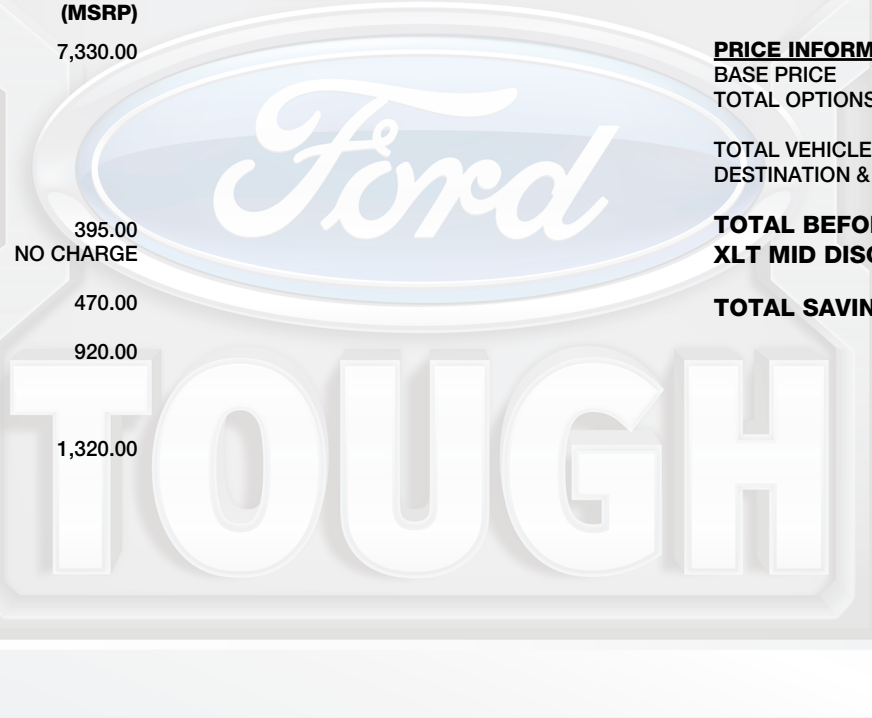 (MSRP)
7,330.00
395.00
NO CHARGE
470.00
920.00
1,320.00
PRICE INFORM
BASE PRICE
TOTAL OPTIONS
TOTAL VEHICLE
DESTINATION &
TOTAL BEFO
XLT MID DISC
TOTAL SAVIN
Ford
TOUGH